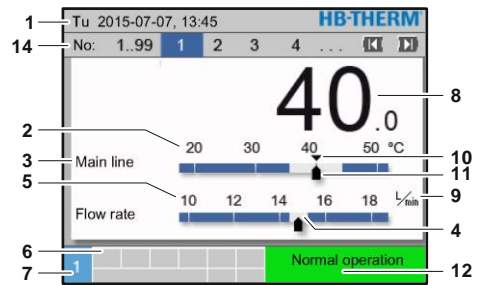 1 Tu 2015-07-07, 13:45 HB-THERM
14 No: 1..99 1 2 3 4 ...
40.0 8
2 20 30 40 50 °C 10
3 Main line 11
5 10 12 14 16 18 L/min 9
Flow rate 4
6
7 1 Normal operation 12